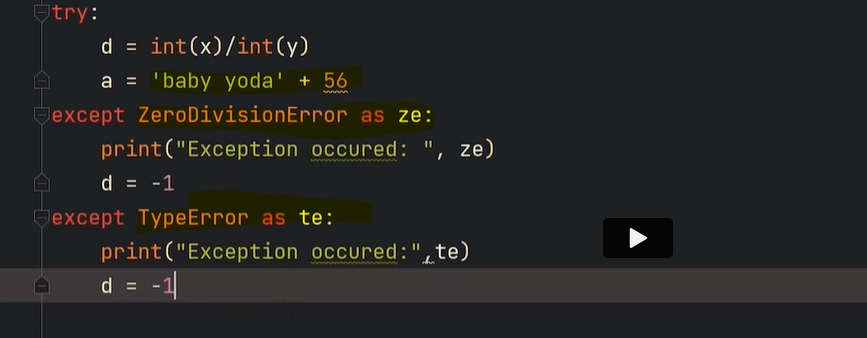 try:
    d = int(x)/int(y)
    a = 'baby yoda' + 56
except ZeroDivisionError as ze:
    print("Exception occured: ", ze)
    d = -1
except TypeError as te:
    print("Exception occured:",te)
    d = -1